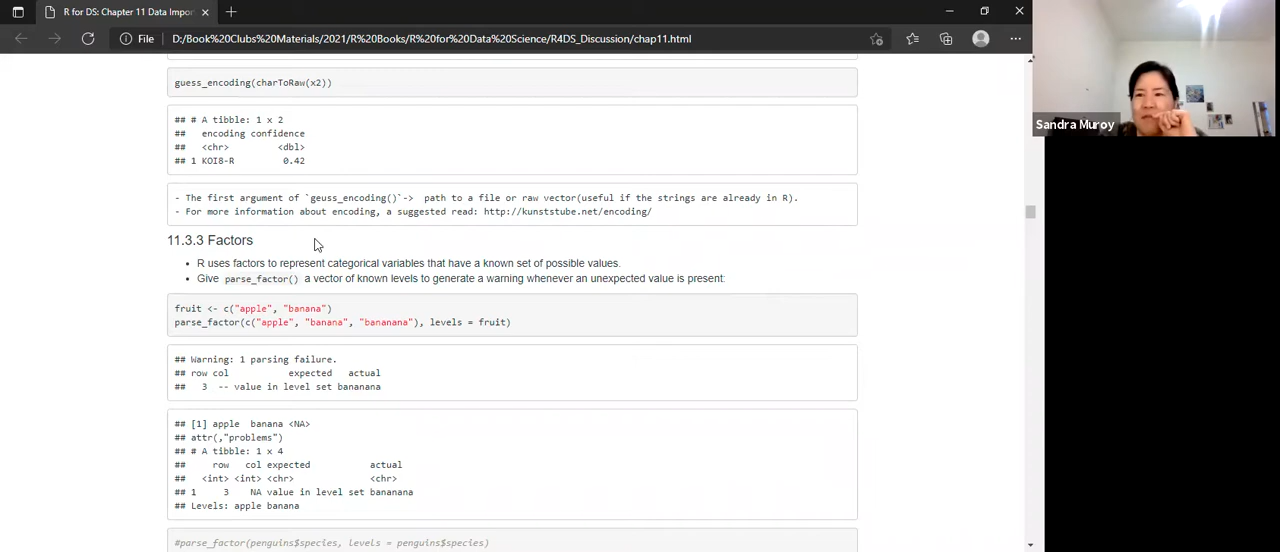 R for DS: Chapter 11 Data Impor
File
D:/Book%20Clubs%20Materials/2021/R%20Books/R%20for%20Data%20Science/R4DS_Discussion/chap11.html
guess_encoding(charToRaw(x2))
## # A tibble: 1 x 2
##   encoding confidence
##   <chr>         <dbl>
## 1 KOI8-R         0.42
- The first argument of `geuss_encoding()`->  path to a file or raw vector(useful if the strings are already in R).
- For more information about encoding, a suggested read: http://kunststube.net/encoding/
11.3.3 Factors
R uses factors to represent categorical variables that have a known set of possible values.
Give parse_factor() a vector of known levels to generate a warning whenever an unexpected value is present:
fruit <- c("apple", "banana")
parse_factor(c("apple", "banana", "bananana"), levels = fruit)
## Warning: 1 parsing failure.
## row col           expected   actual
##   3  -- value in level set bananana
## [1] apple  banana <NA>
## attr(,"problems")
## # A tibble: 1 x 4
##     row   col expected           actual
##   <int> <int> <chr>              <chr>
## 1     3    NA value in level set bananana
## Levels: apple banana
#parse_factor(penguins$species, levels = penguins$species)
Sandra Muroy